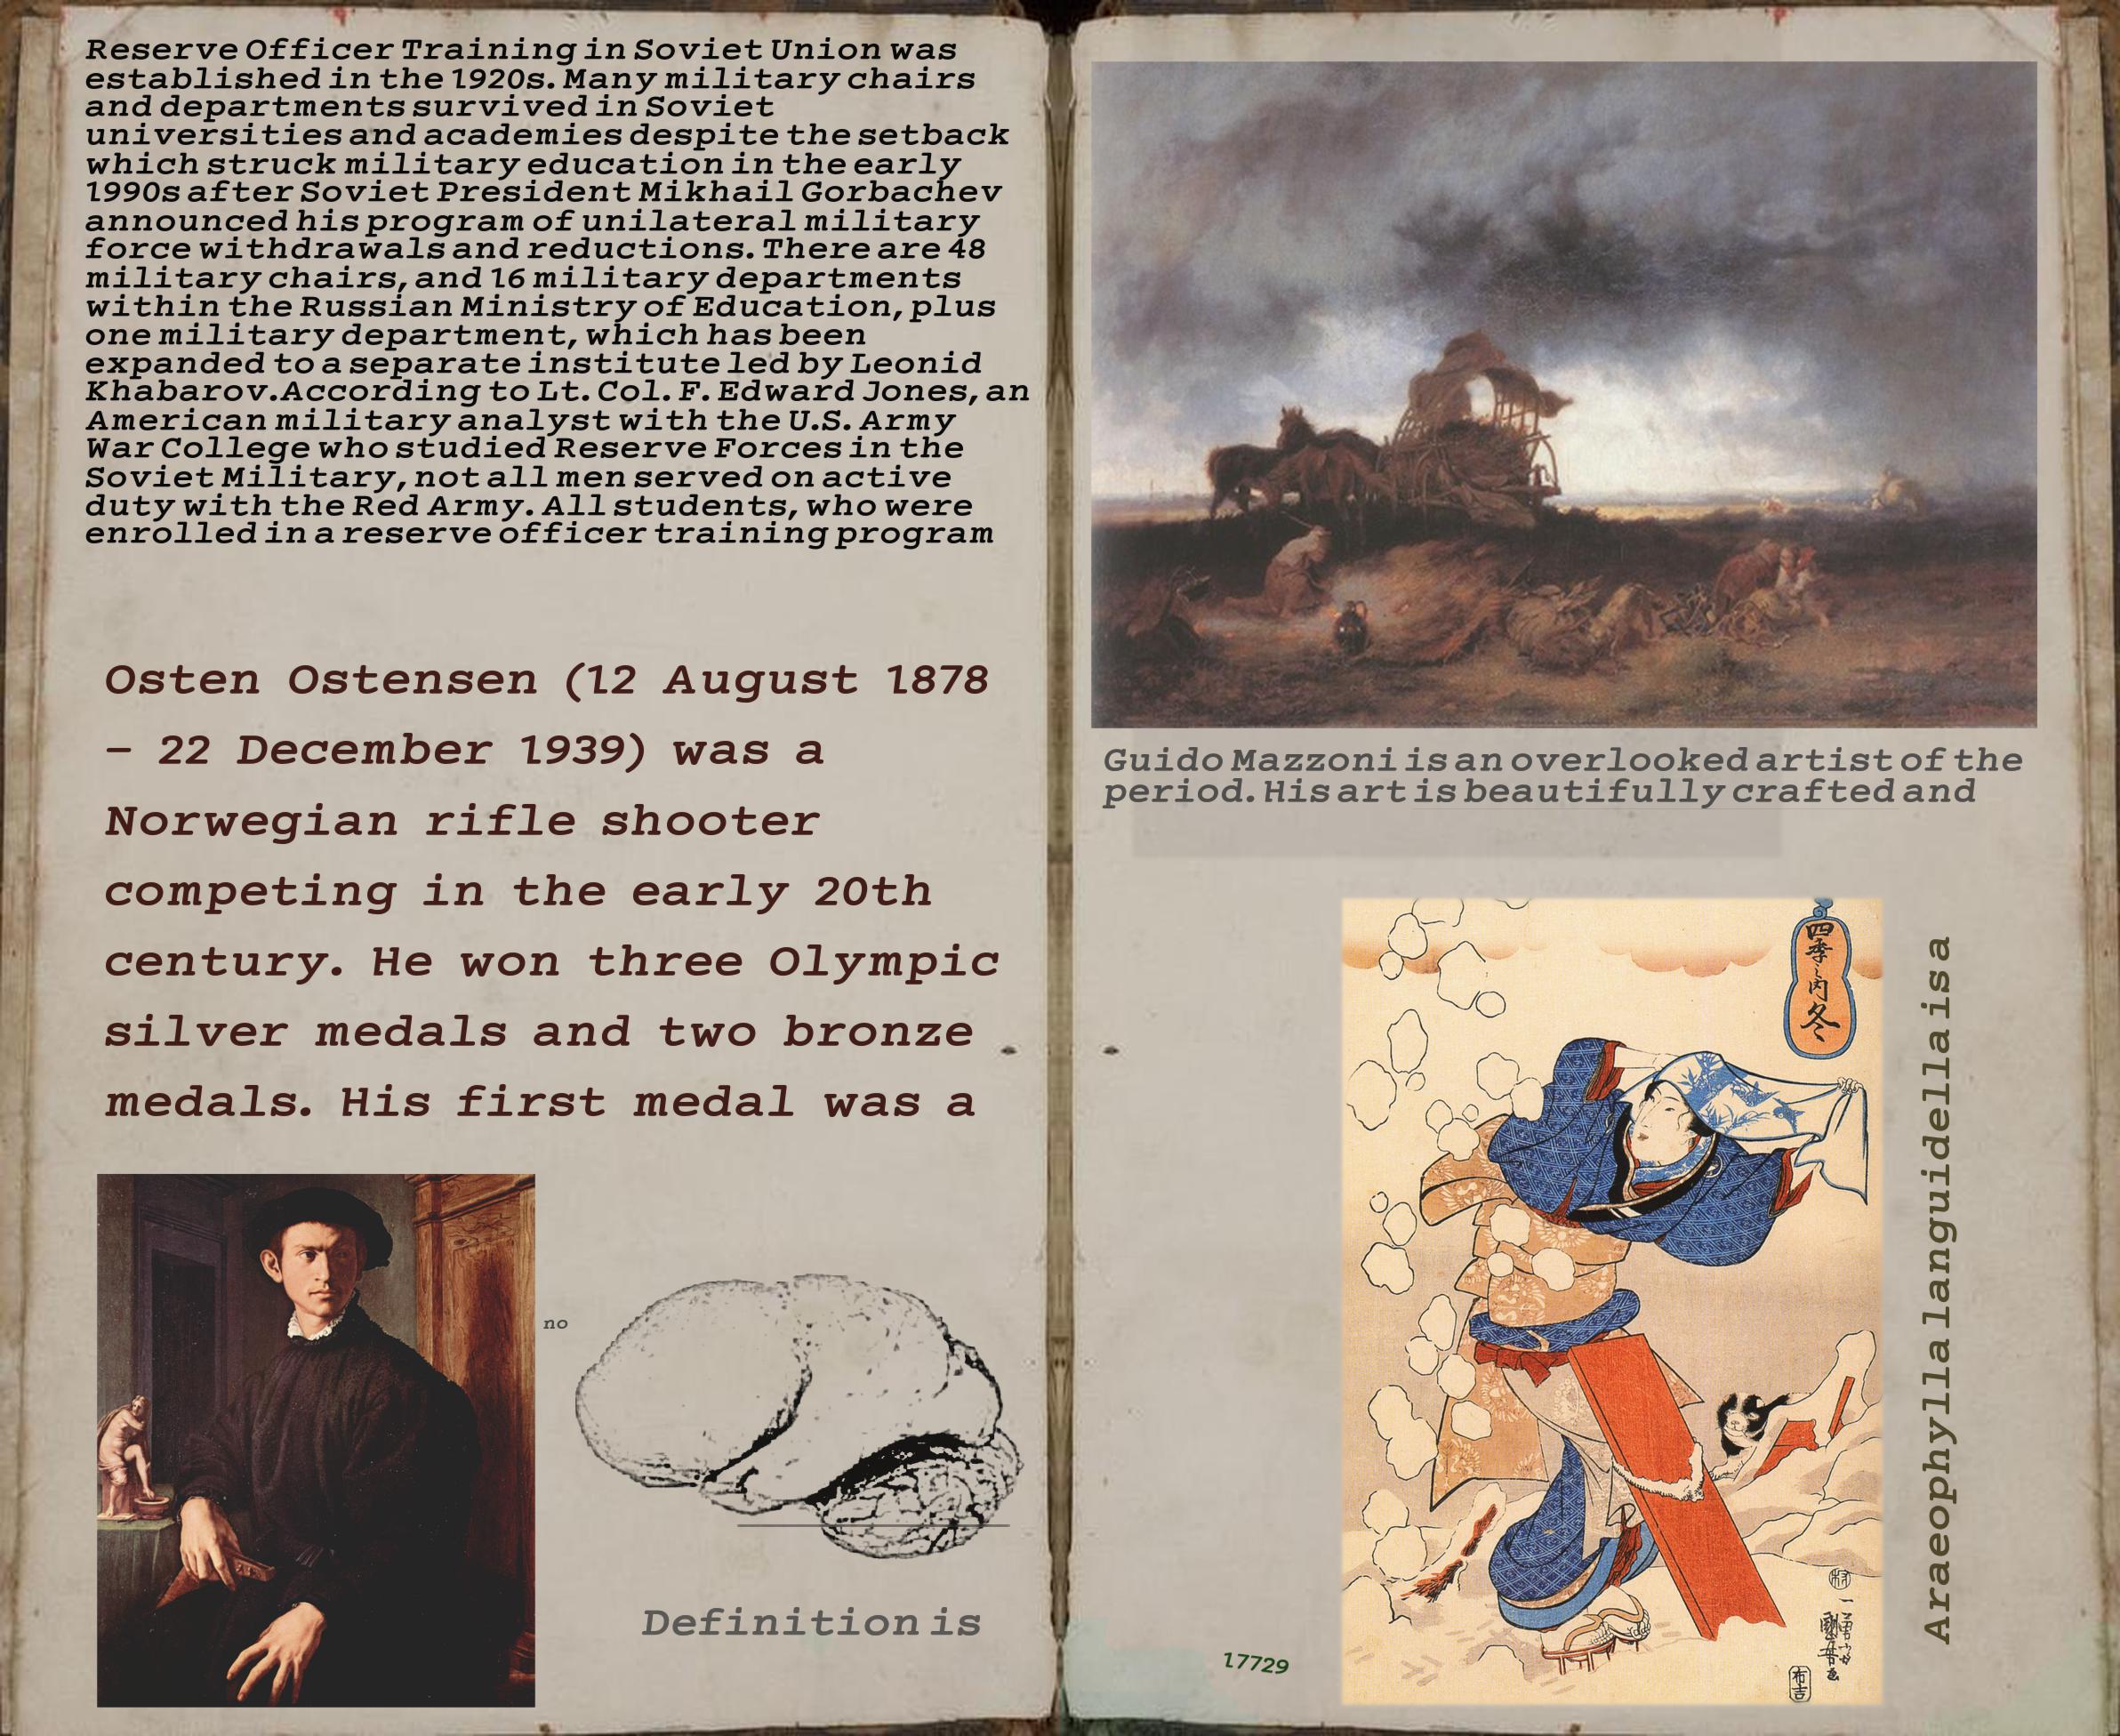 Reserve Officer Training in Soviet Union was
established in the 1920s. Many military chairs
and departments survived in Soviet
universities and academies despite the setback
which struck military education in the early
1990s after Soviet President Mikhail Gorbachev
announced his program of unilateral military
force withdrawals and reductions. There are 48
military chairs, and 16 military departments
within the Russian Ministry of Education, plus
one military department, which has been
expanded to a separate institute led by Leonid
Khabarov.According to Lt. Col. F. Edward Jones, an
American military analyst with the U.S. Army
War College who studied Reserve Forces in the
Soviet Military, not all men served on active
duty with the Red Army. All students, who were
enrolled in a reserve officer training program
Osten Ostensen (12 August 1878
– 22 December 1939) was a
Norwegian rifle shooter
competing in the early 20th
century. He won three Olympic
silver medals and two bronze
medals. His first medal was a
no
Definition is
Guido Mazzoni is an overlooked artist of the
period. His art is beautifully crafted and
四季之内冬
Araeophylla languidella is a
17729
一勇斎
國芳画
布吉